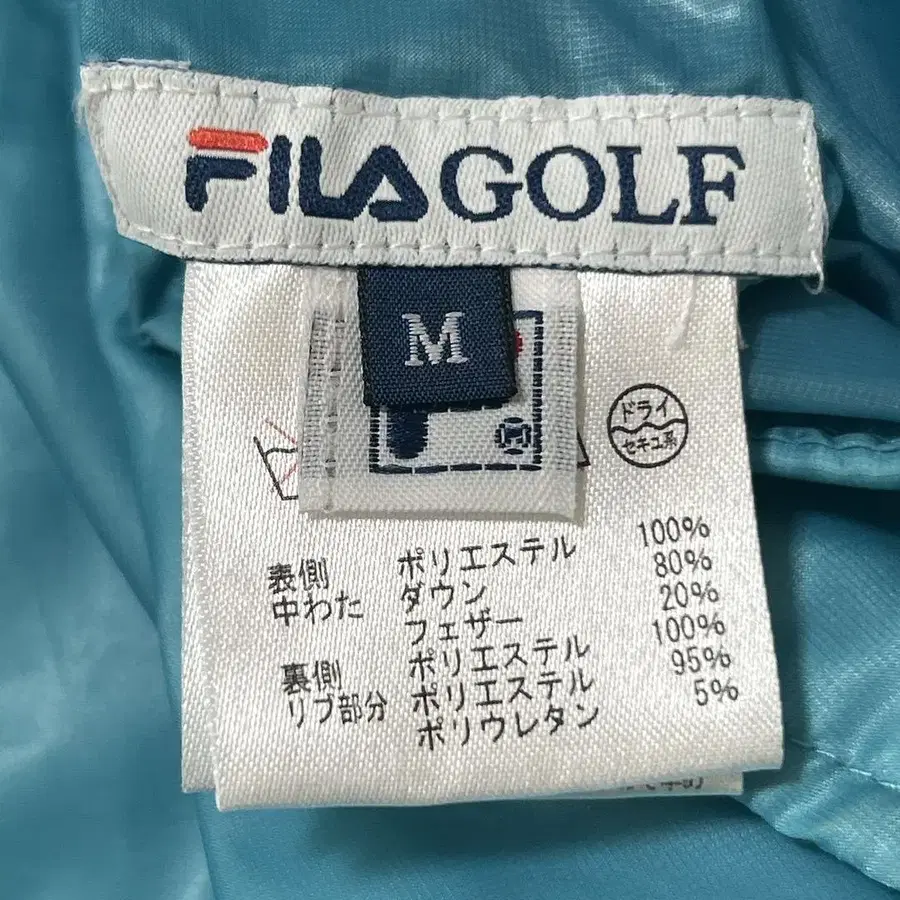 FILA GOLF
M
ドライ
セキユ系
表側 ポリエステル 100%
中わた ダウン 80%
フェザー 20%
裏側 ポリエステル 100%
リブ部分 ポリエステル 95%
ポリウレタン 5%